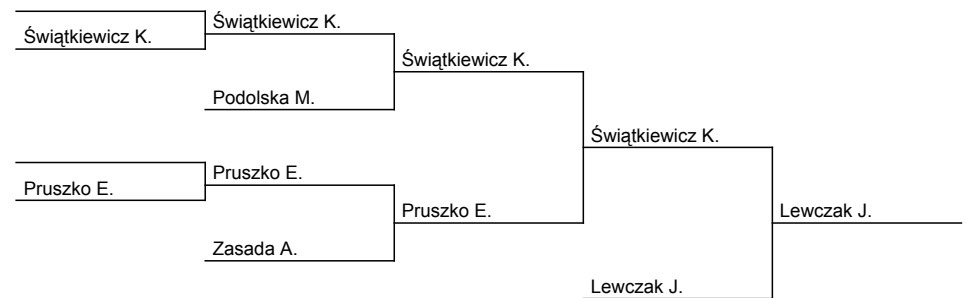 Świątkiewicz K.
Świątkiewicz K.
Podolska M.
Świątkiewicz K.
Pruszko E.
Pruszko E.
Zasada A.
Pruszko E.
Świątkiewicz K.
Lewczak J.
Lewczak J.